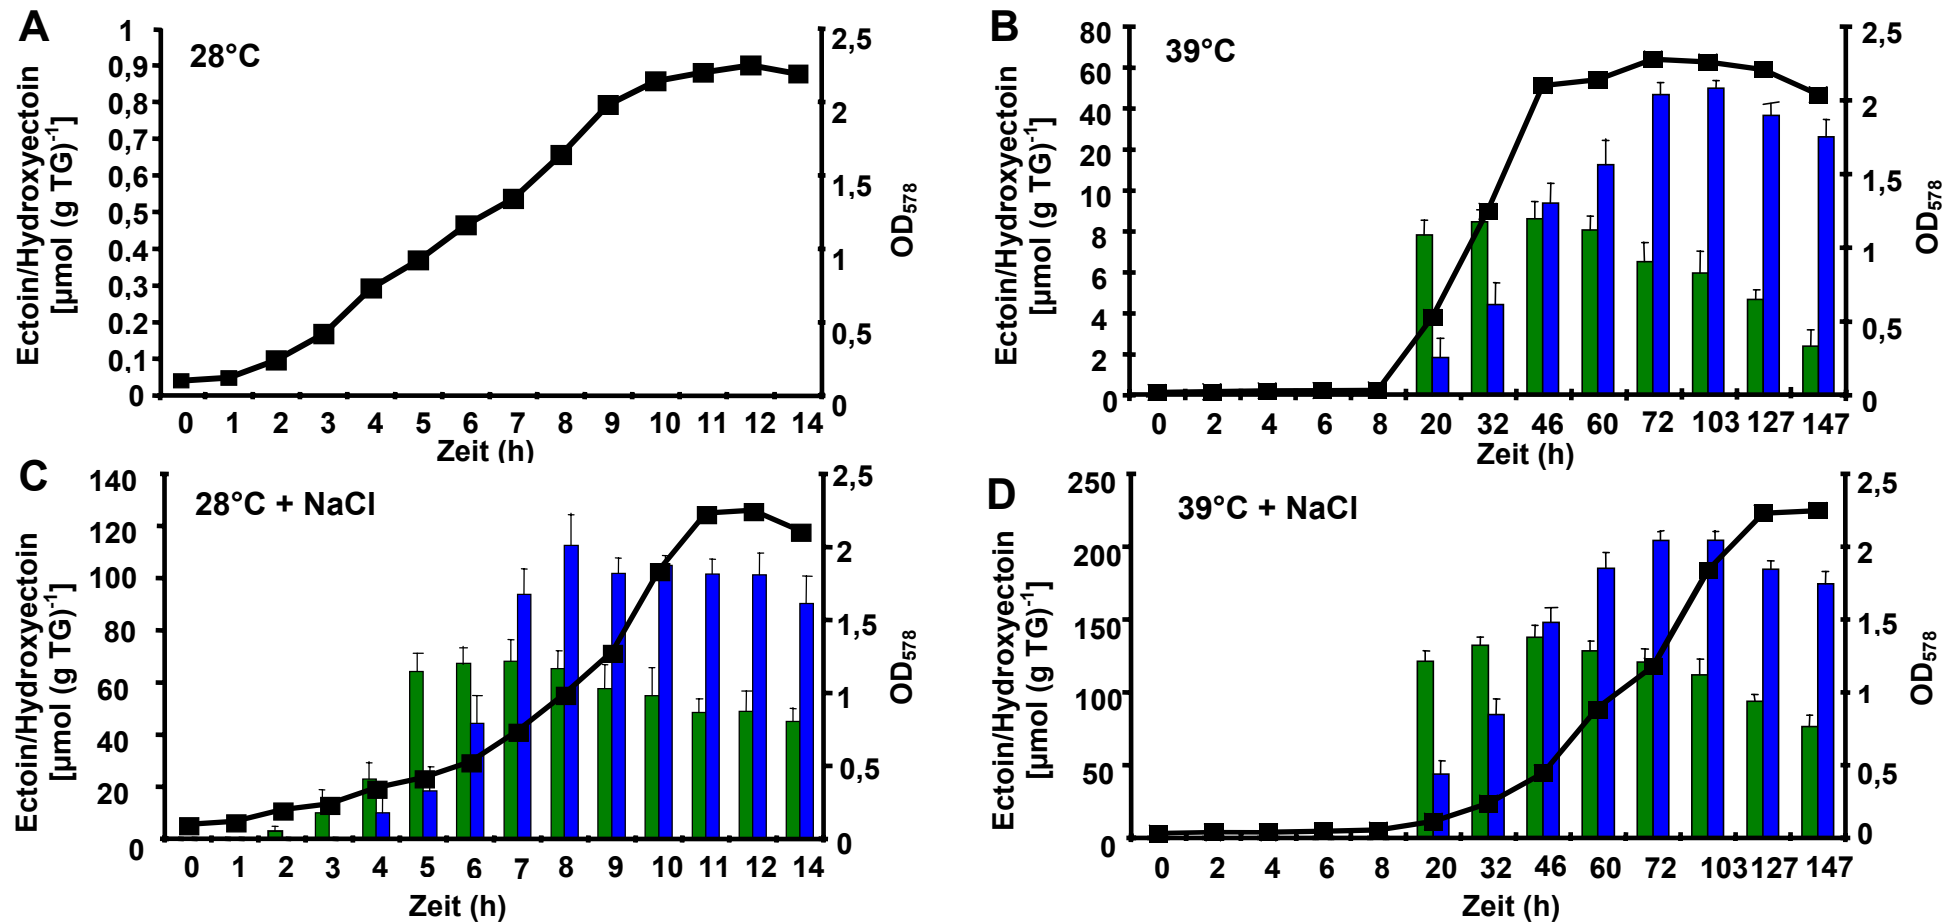 A
28°C
Ectoin/Hydroxyectoin
[µmol (g TG)⁻¹]
1
0,9
0,8
0,7
0,6
0,5
0,4
0,3
0,2
0,1
0
2,5
2
1,5
1
0,5
0
OD₅₇₈
0 1 2 3 4 5 6 7 8 9 10 11 12 14
Zeit (h)
B
39°C
Ectoin/Hydroxyectoin
[µmol (g TG)⁻¹]
80
60
40
20
10
8
6
4
2
0
2,5
2
1,5
1
0,5
0
OD₅₇₈
0 2 4 6 8 20 32 46 60 72 103 127 147
Zeit (h)
C
28°C + NaCl
Ectoin/Hydroxyectoin
[µmol (g TG)⁻¹]
140
120
100
80
60
40
20
0
2,5
2
1,5
1
0,5
0
OD₅₇₈
0 1 2 3 4 5 6 7 8 9 10 11 12 14
Zeit (h)
D
39°C + NaCl
Ectoin/Hydroxyectoin
[µmol (g TG)⁻¹]
250
200
150
100
50
0
2,5
2
1,5
1
0,5
0
OD₅₇₈
0 2 4 6 8 20 32 46 60 72 103 127 147
Zeit (h)